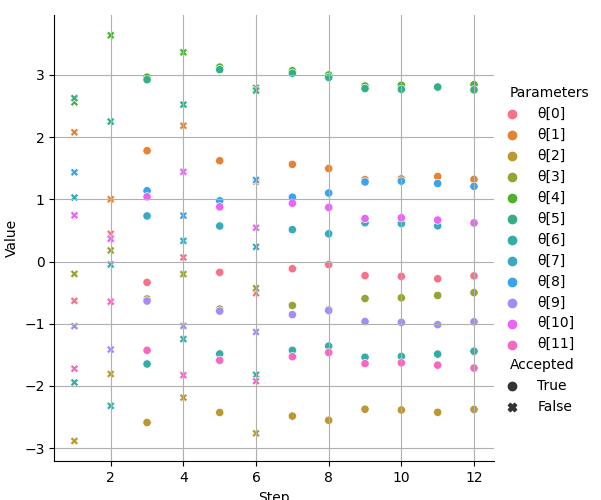 Value
3
2
1
0
−1
−2
−3
2
4
6
8
10
12
Step
Parameters
θ[0]
θ[1]
θ[2]
θ[3]
θ[4]
θ[5]
θ[6]
θ[7]
θ[8]
θ[9]
θ[10]
θ[11]
Accepted
True
False